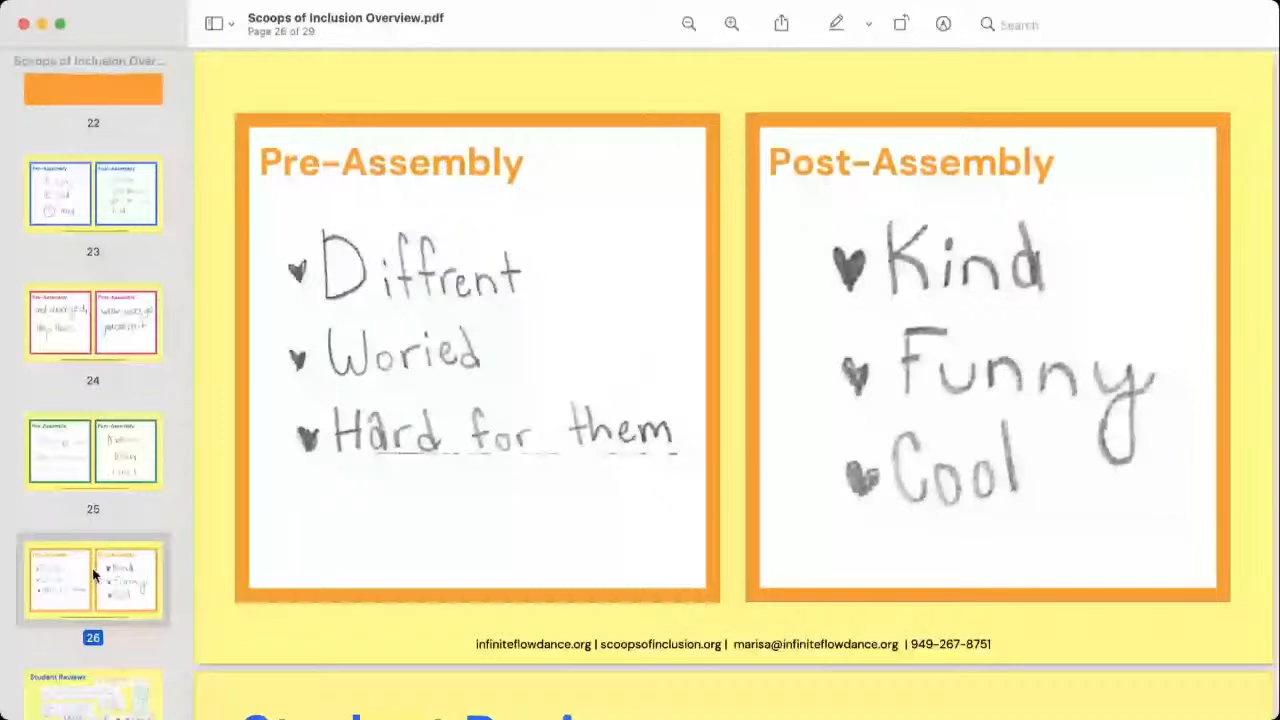 Scoops of Inclusion Overview.pdf
Page 26 of 29
Search
Scoops of Inclusion Over...
22
23
24
25
26
Student Reviews
Pre-Assembly
Diffrent
Woried
Hard for them
Post-Assembly
Kind
Funny
Cool
infiniteflowdance.org | scoopsofinclusion.org | marisa@infiniteflowdance.org | 949-267-8751